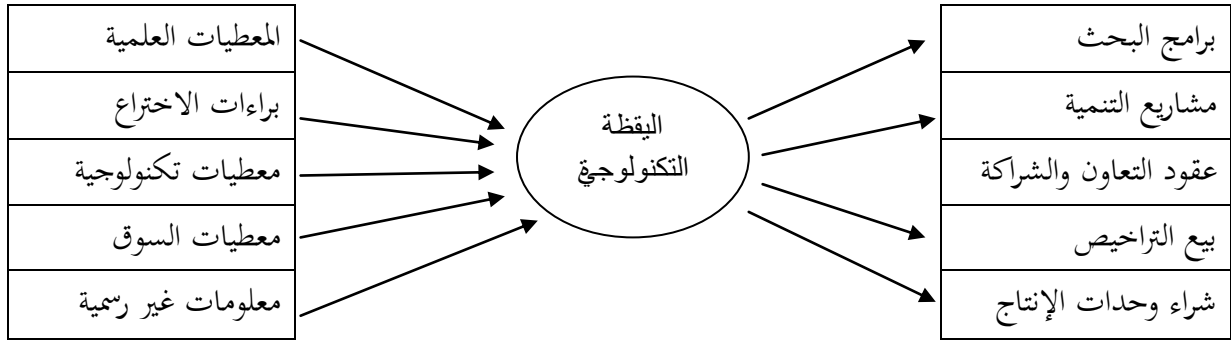 المعطيات العلمية
براءات الاختراع
معطيات تكنولوجية
معطيات السوق
معلومات غير رسمية
اليقظة
التكنولوجية
برامج البحث
مشاريع التنمية
عقود التعاون والشراكة
بيع التراخيص
شراء وحدات الإنتاج